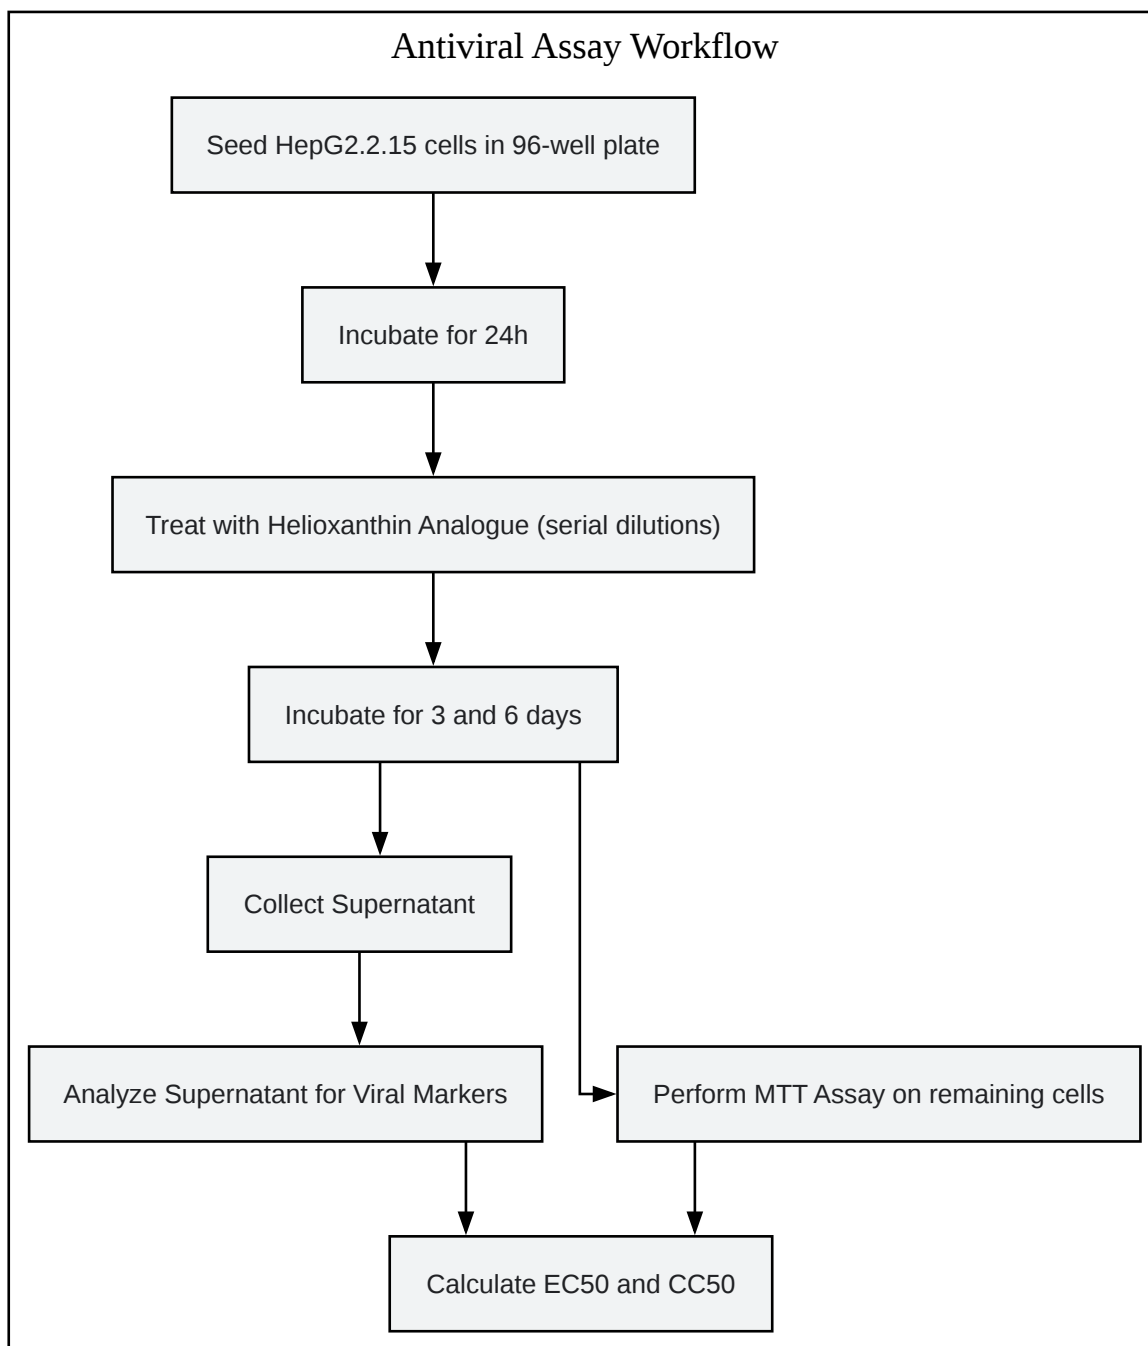 Antiviral Assay Workflow
Seed HepG2.2.15 cells in 96-well plate
Incubate for 24h
Treat with Helioxanthin Analogue (serial dilutions)
Incubate for 3 and 6 days
Collect Supernatant
Analyze Supernatant for Viral Markers
Perform MTT Assay on remaining cells
Calculate EC50 and CC50